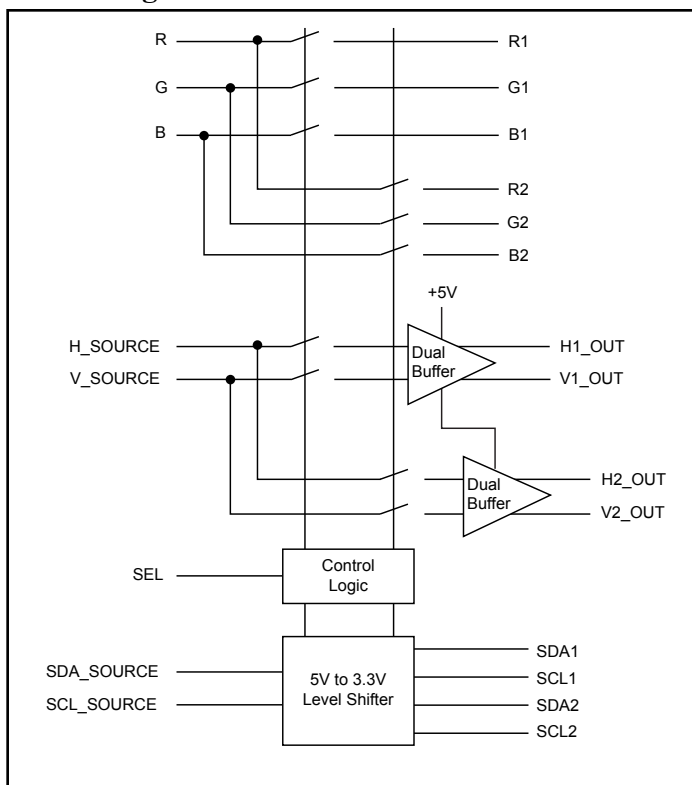 R
R1
G
G1
B
B1
R2
G2
B2
+5V
H_SOURCE
Dual
Buffer
H1_OUT
V_SOURCE
V1_OUT
Dual
Buffer
H2_OUT
V2_OUT
SEL
Control
Logic
SDA_SOURCE
SCL_SOURCE
5V to 3.3V
Level Shifter
SDA1
SCL1
SDA2
SCL2